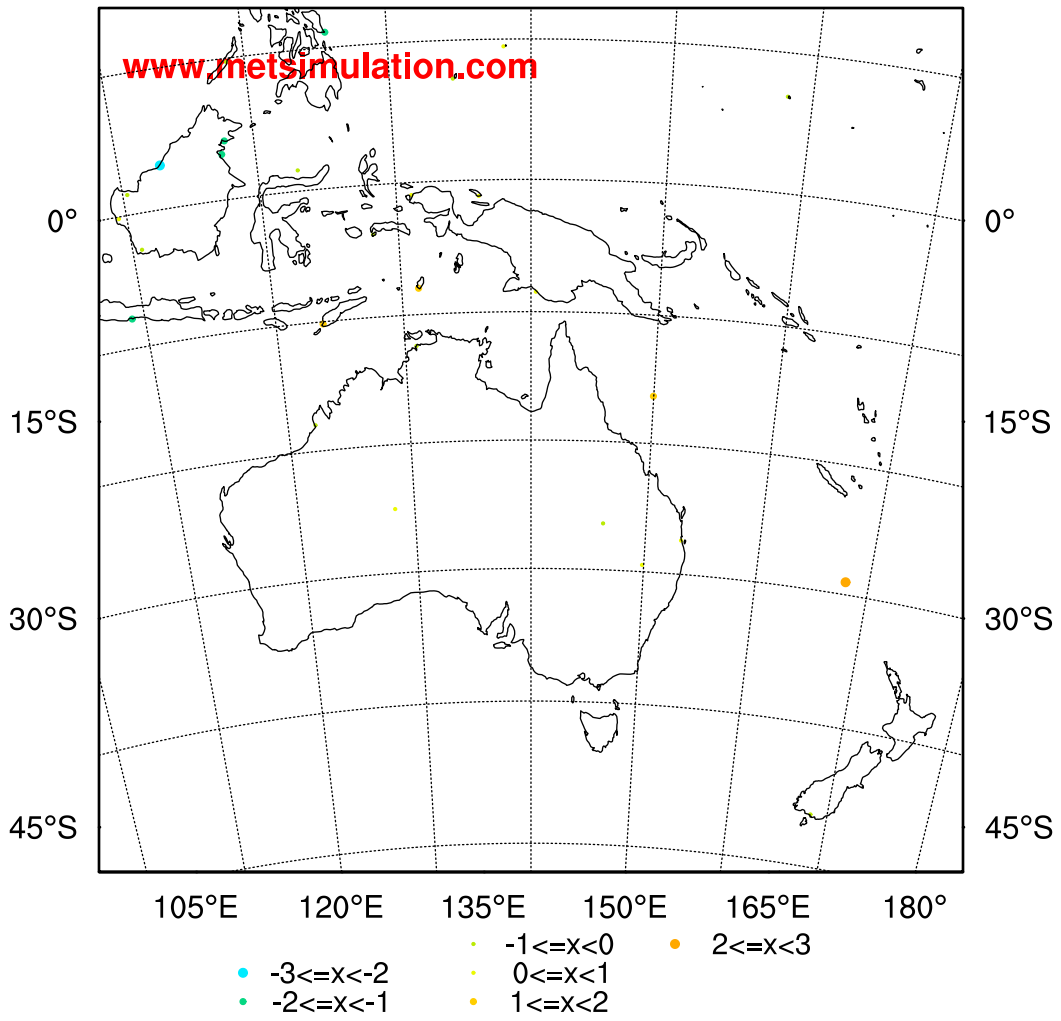 www.metsimulation.com
0° 0°
15°S 15°S
30°S 30°S
45°S 45°S
105°E 120°E 135°E 150°E 165°E 180°
-1<=x<0 2<=x<3
-3<=x<-2 0<=x<1
-2<=x<-1 1<=x<2